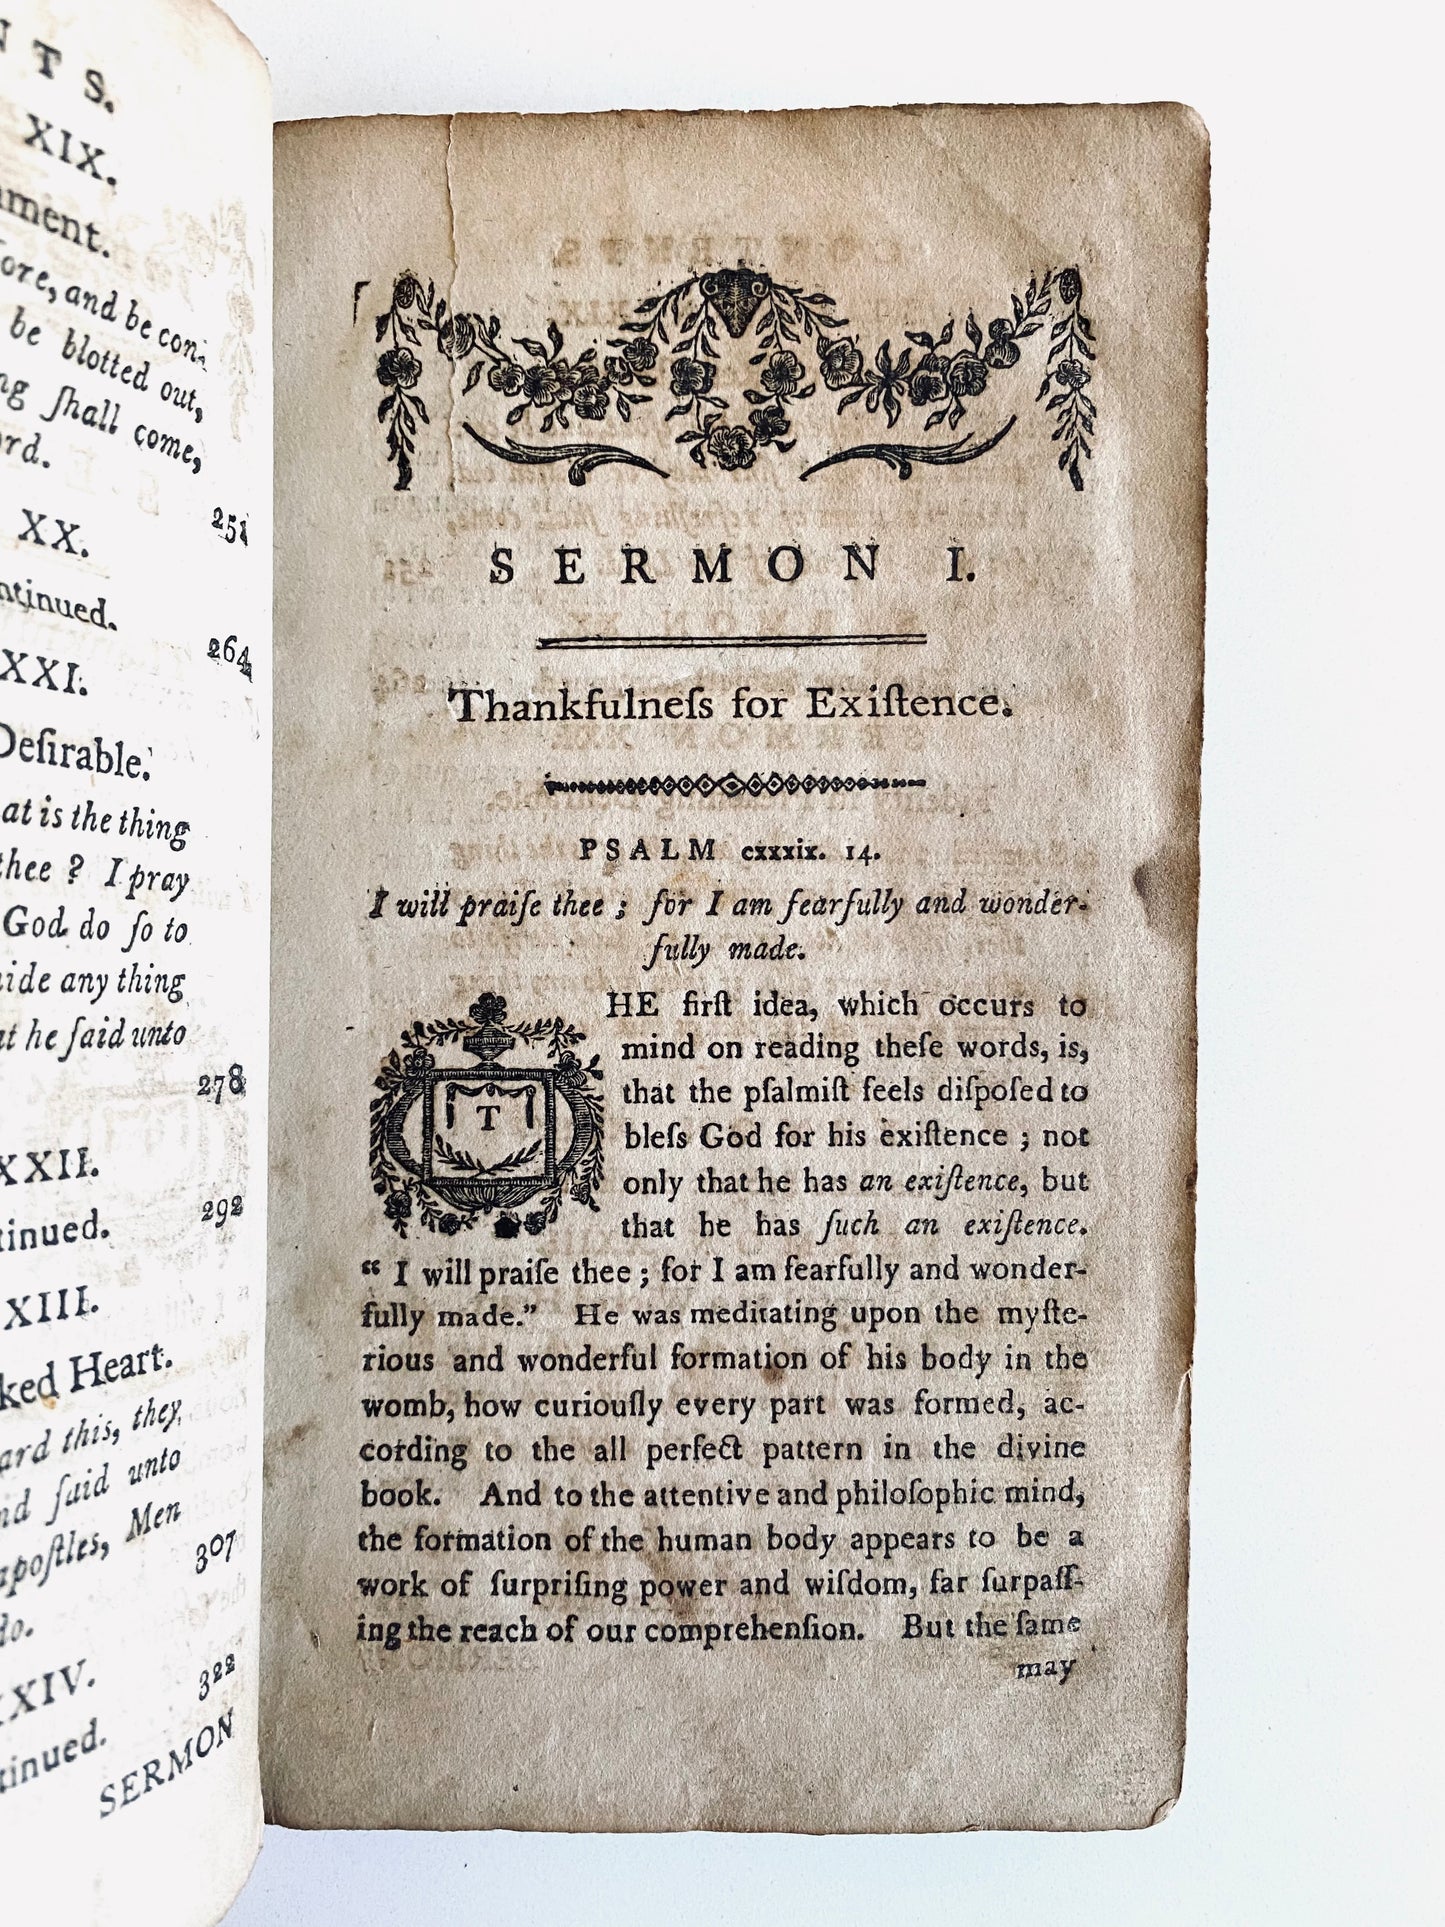 N T S.
XIX.
ment.
fore, and be con-
be blotted out,
ſhall come,
ord.
251
XX.
ntinued.
264
XXI.
Deſirable.
at is the thing
thee ? I pray
God do ſo to
hide any thing
at he ſaid unto
278
XXII.
tinued.
292
XXIII.
ked Heart.
ard this, they
nd ſaid unto
apoſtles, Men
do.
307
XXIV.
tinued.
322
SERMON
SERMON I.
Thankfulneſs for Exiſtence.
PSALM cxxxix. 14.
I will praiſe thee ; for I am fearfully and wonder-
fully made.
THE firſt idea, which occurs to
mind on reading theſe words, is,
that the pſalmiſt feels diſpoſed to
bleſs God for his exiſtence ; not
only that he has an exiſtence, but
that he has ſuch an exiſtence.
“ I will praiſe thee ; for I am fearfully and wonder-
fully made.” He was meditating upon the myſte-
rious and wonderful formation of his body in the
womb, how curiouſly every part was formed, ac-
cording to the all perfect pattern in the divine
book. And to the attentive and philoſophic mind,
the formation of the human body appears to be a
work of ſurpriſing power and wiſdom, far ſurpaſſ-
ing the reach of our comprehenſion. But the ſame
may